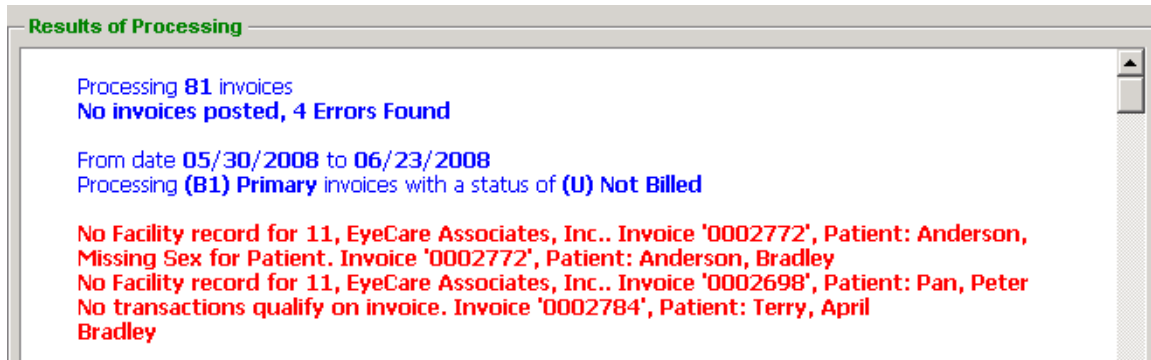 Results of Processing
Processing 81 invoices
No invoices posted, 4 Errors Found
From date 05/30/2008 to 06/23/2008
Processing (B1) Primary invoices with a status of (U) Not Billed
No Facility record for 11, EyeCare Associates, Inc.. Invoice '0002772', Patient: Anderson,
Missing Sex for Patient. Invoice '0002772', Patient: Anderson, Bradley
No Facility record for 11, EyeCare Associates, Inc.. Invoice '0002698', Patient: Pan, Peter
No transactions qualify on invoice. Invoice '0002784', Patient: Terry, April
Bradley